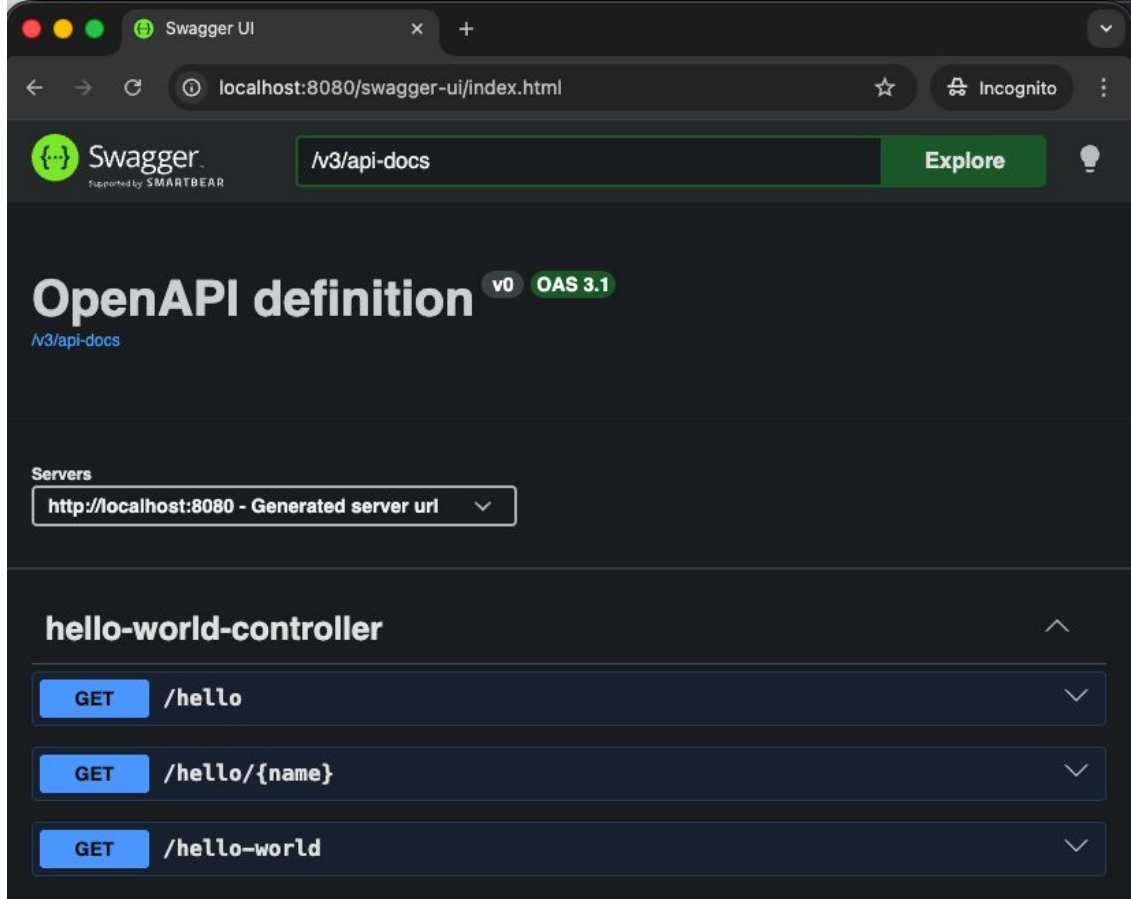 Swagger UI
localhost:8080/swagger-ui/index.html
Incognito
{···} Swagger.
Supported by SMARTBEAR
/v3/api-docs
Explore
OpenAPI definition v0 OAS 3.1
/v3/api-docs
Servers
http://localhost:8080 - Generated server url
hello-world-controller
GET /hello
GET /hello/{name}
GET /hello-world